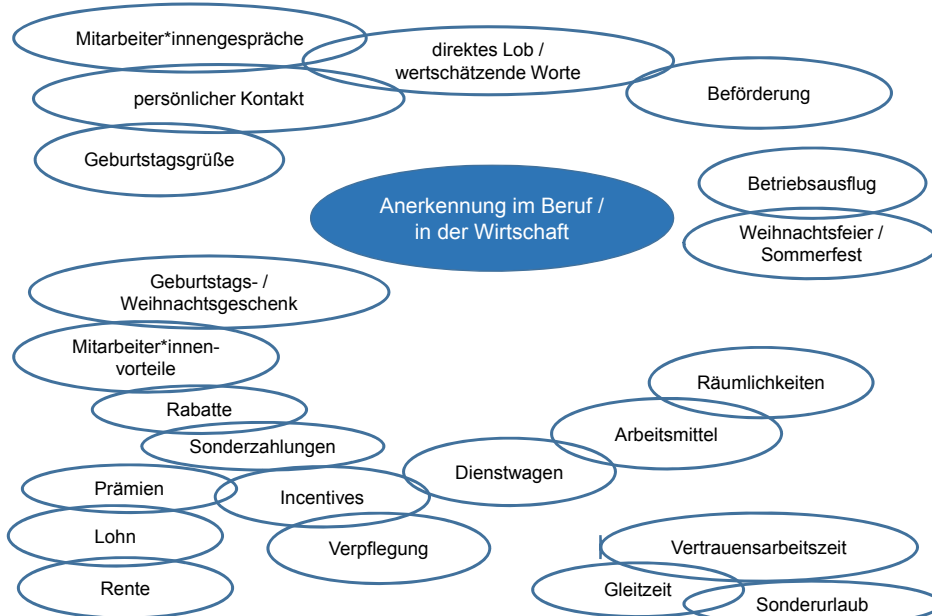 Mitarbeiter*innengespräche
direktes Lob /
wertschätzende Worte
persönlicher Kontakt
Beförderung
Geburtstagsgrüße
Betriebsausflug
Anerkennung im Beruf /
in der Wirtschaft
Weihnachtsfeier /
Sommerfest
Geburtstags- /
Weihnachtsgeschenk
Mitarbeiter*innen-
vorteile
Räumlichkeiten
Rabatte
Arbeitsmittel
Sonderzahlungen
Dienstwagen
Prämien
Incentives
Lohn
Verpflegung
Vertrauensarbeitszeit
Rente
Gleitzeit
Sonderurlaub